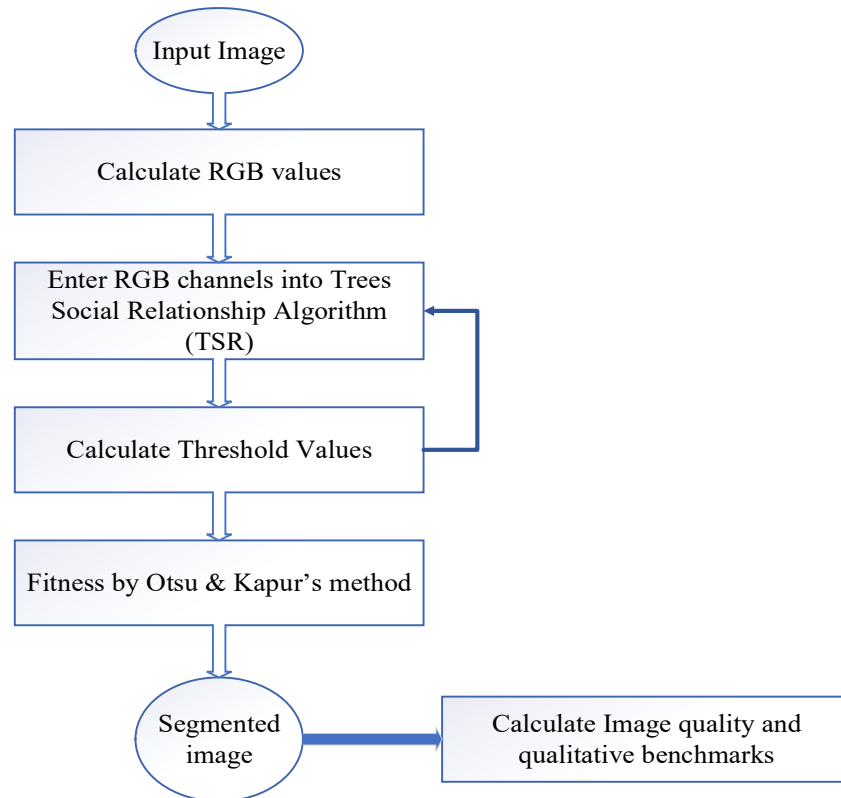 Input Image
Calculate RGB values
Enter RGB channels into Trees
Social Relationship Algorithm
(TSR)
Calculate Threshold Values
Fitness by Otsu & Kapur’s method
Segmented
image
Calculate Image quality and
qualitative benchmarks